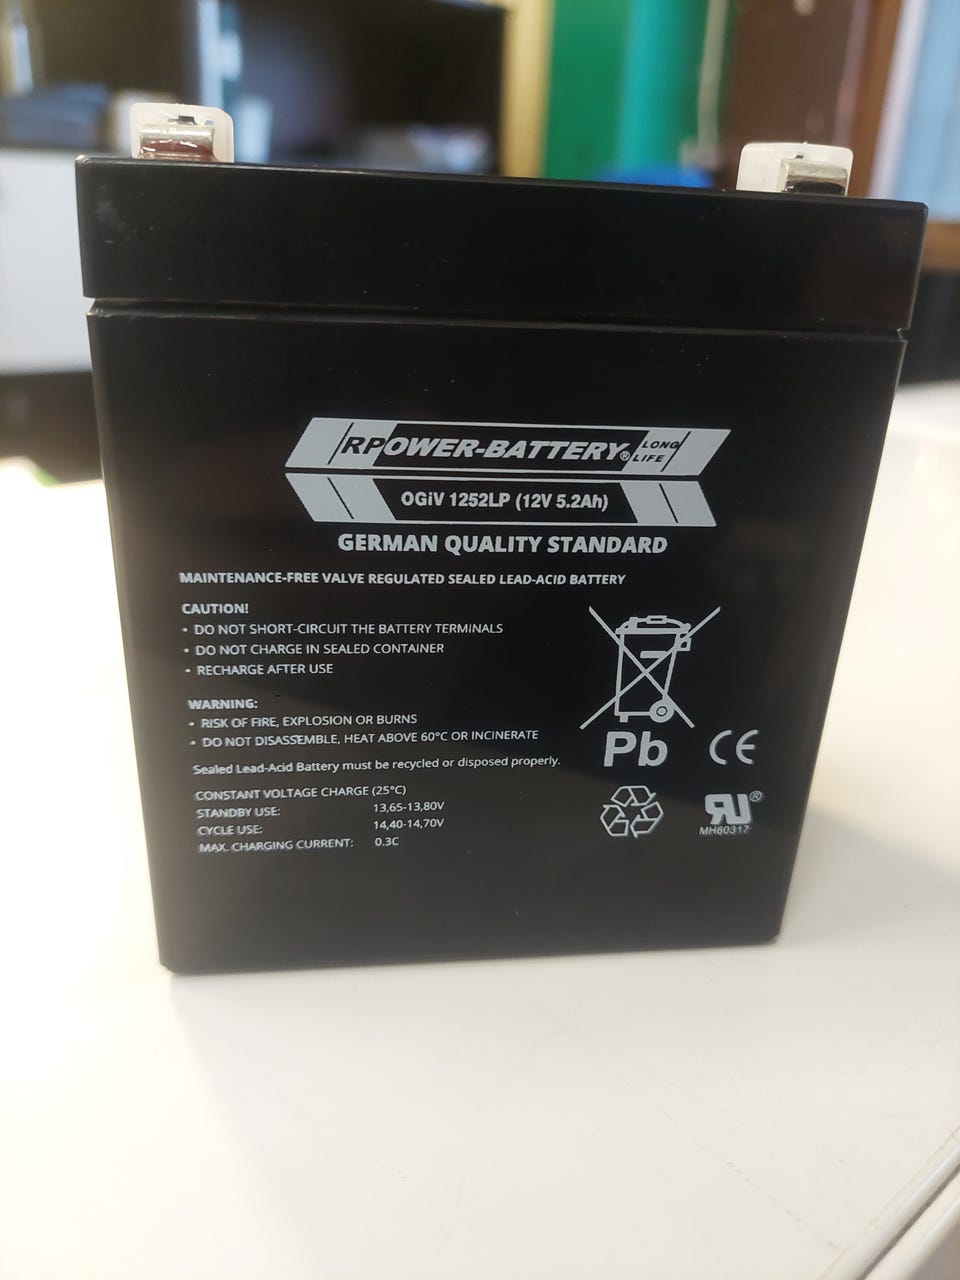 RPOWER-BATTERY® LONG LIFE
OGiV 1252LP (12V 5.2Ah)
GERMAN QUALITY STANDARD
MAINTENANCE-FREE VALVE REGULATED SEALED LEAD-ACID BATTERY
CAUTION!
• DO NOT SHORT-CIRCUIT THE BATTERY TERMINALS
• DO NOT CHARGE IN SEALED CONTAINER
• RECHARGE AFTER USE
WARNING:
• RISK OF FIRE, EXPLOSION OR BURNS
• DO NOT DISASSEMBLE, HEAT ABOVE 60°C OR INCINERATE
Sealed Lead-Acid Battery must be recycled or disposed properly.
CONSTANT VOLTAGE CHARGE (25°C)
STANDBY USE: 13,65-13,80V
CYCLE USE: 14,40-14,70V
MAX. CHARGING CURRENT: 0.3C
Pb CE
RU®
MH60317